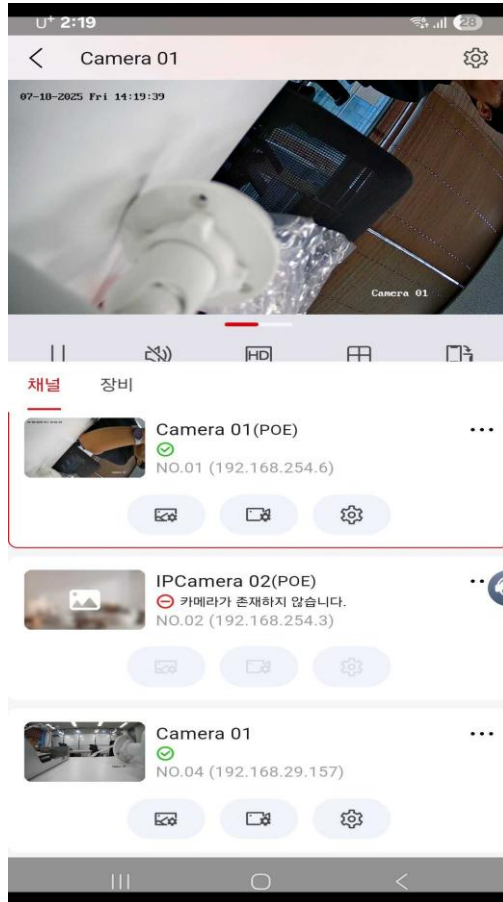 U⁺ 2:19
28
Camera 01
07-18-2025 Fri 14:19:39
Camera 01
HD
채널 장비
Camera 01(POE)
NO.01 (192.168.254.6)
IPCamera 02(POE)
카메라가 존재하지 않습니다.
NO.02 (192.168.254.3)
Camera 01
NO.04 (192.168.29.157)